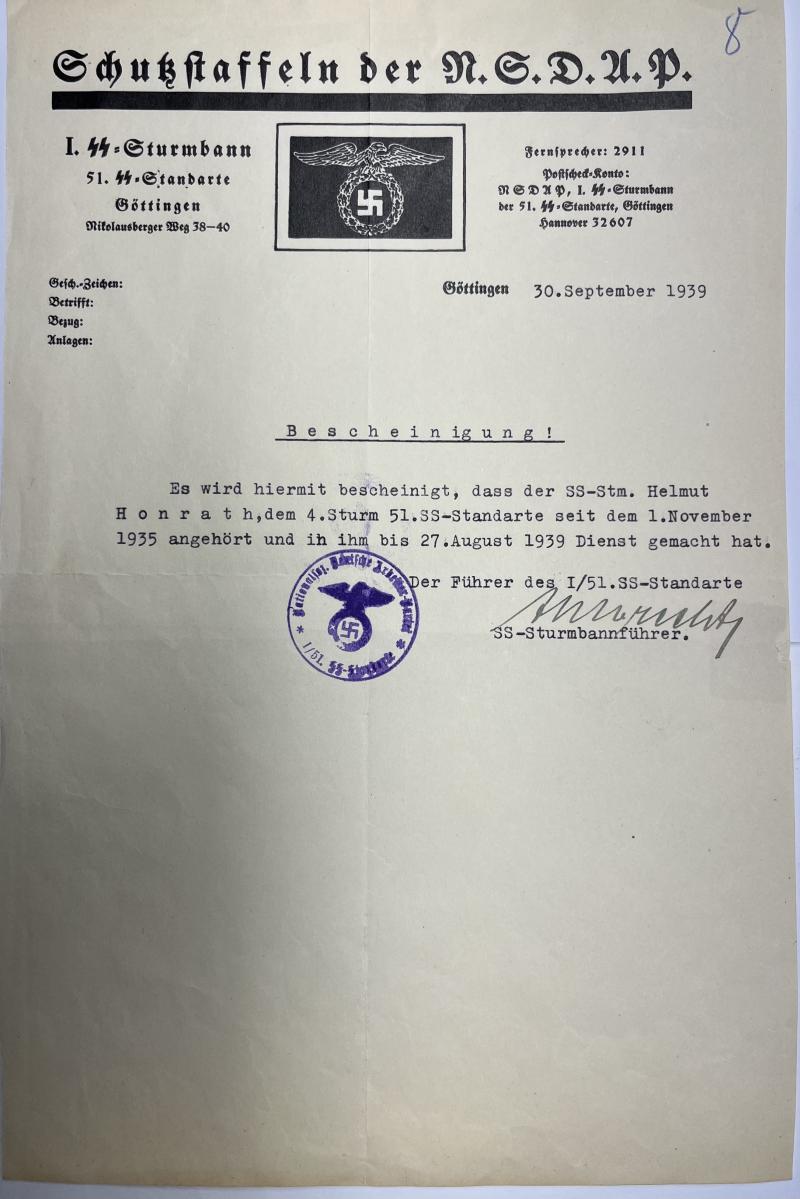 8
Schutzstaffeln der N.S.D.A.P.
I. SS-Sturmbann
51. SS-Standarte
Göttingen
Nikolausberger Weg 38—40
Fernsprecher: 2911
Postscheck-Konto:
NSDAP, I. SS-Sturmbann
der 51. SS-Standarte, Göttingen
Hannover 32607
Gesch.-Zeichen:
Betrifft:
Bezug:
Anlagen:
Göttingen 30.September 1939
Bescheinigung!
Es wird hiermit bescheinigt, dass der SS-Stm. Helmut
Honrath,dem 4.Sturm 51.SS-Standarte seit dem 1.November
1935 angehört und in ihm bis 27.August 1939 Dienst gemacht hat.
Der Führer des I/51.SS-Standarte
SS-Sturmbannführer.
Nationalsoz. Deutsche Arbeiter-Partei
I/51. SS-Standarte